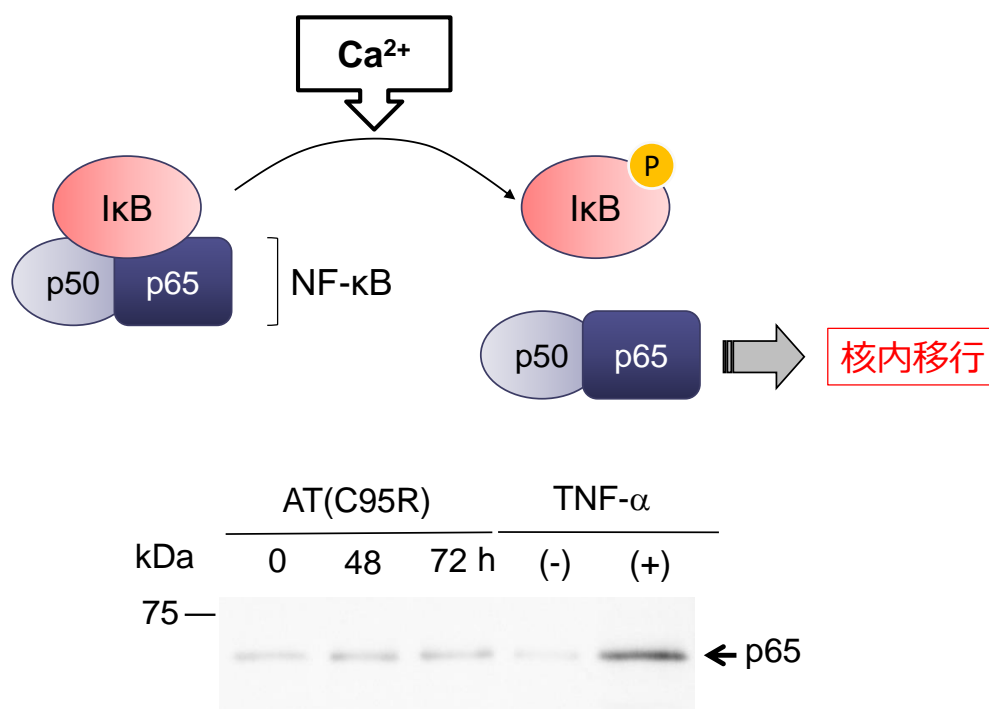 Ca²⁺
P
IκB
IκB
p50
p65
NF-κB
p50
p65
核内移行
AT(C95R)
TNF-α
kDa
0
48
72 h
(-)
(+)
75
p65